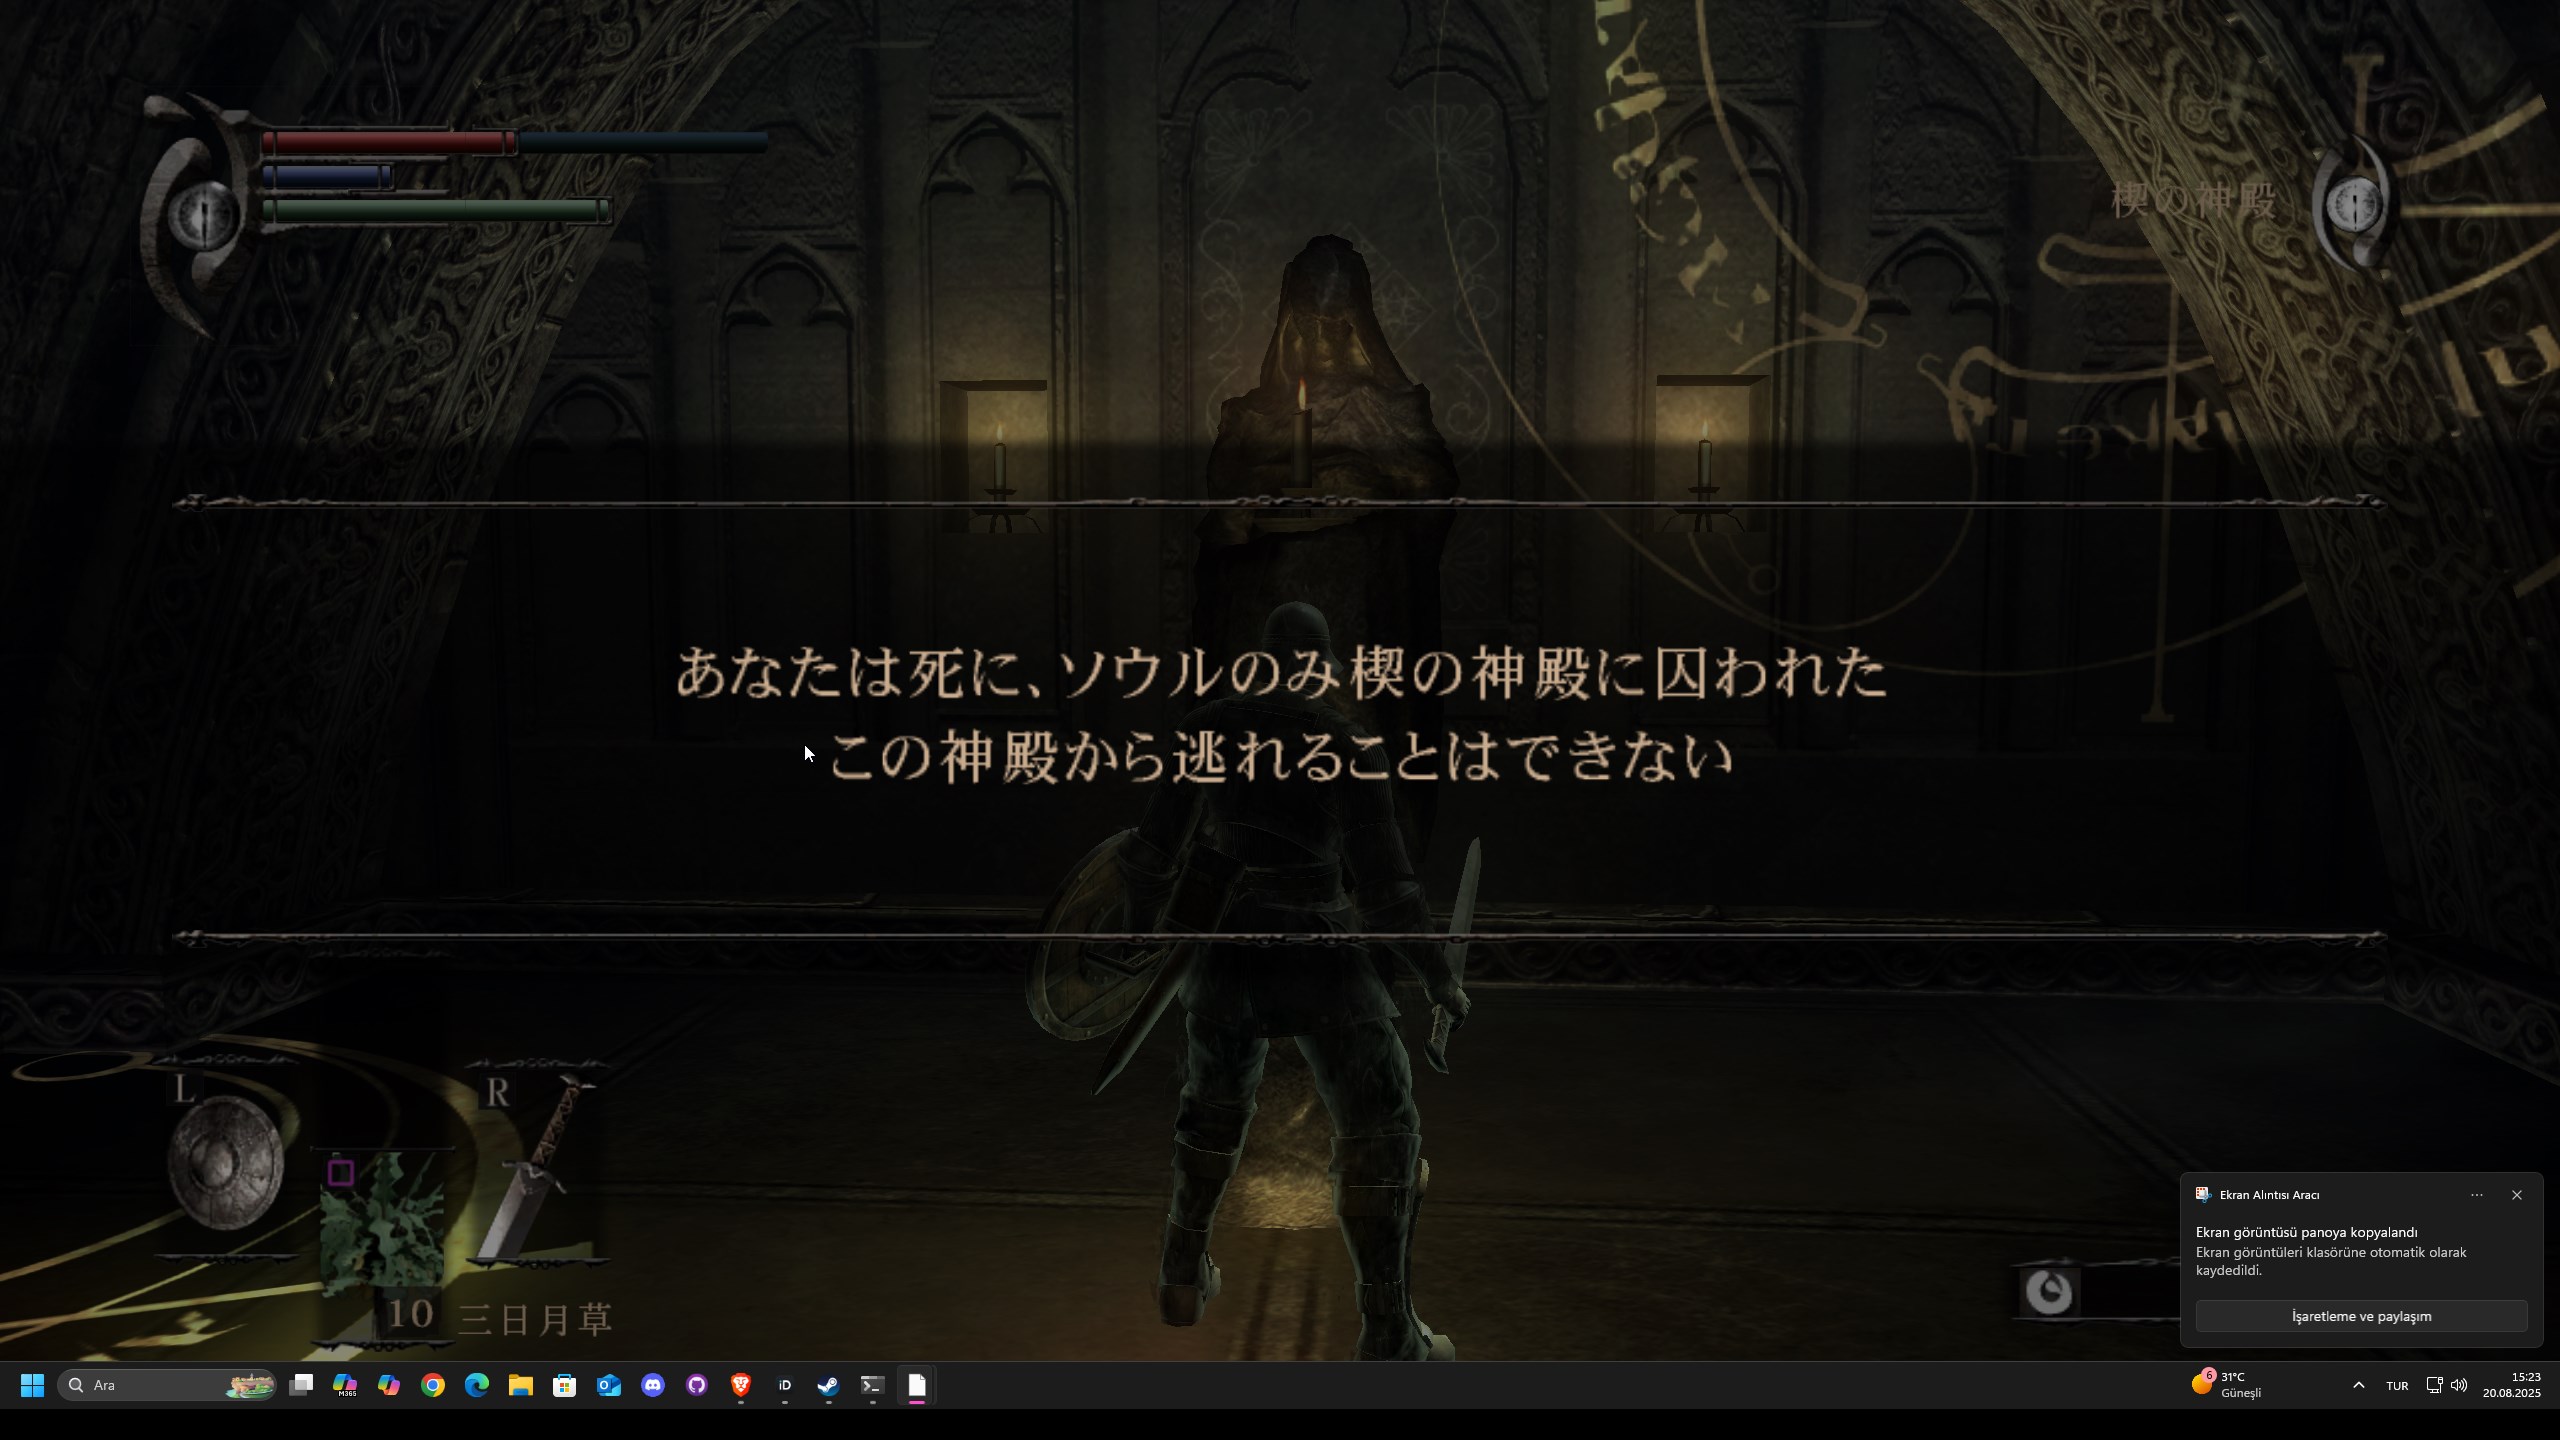 楔の神殿
あなたは死に、ソウルのみ楔の神殿に囚われた
この神殿から逃れることはできない
L
R
10 三日月草
Ekran Alıntısı Aracı
Ekran görüntüsü panoya kopyalandı
Ekran görüntüleri klasörüne otomatik olarak
kaydedildi.
İşaretleme ve paylaşım
Ara
M365
iD
6
31°C
Güneşli
TUR
15:23
20.08.2025